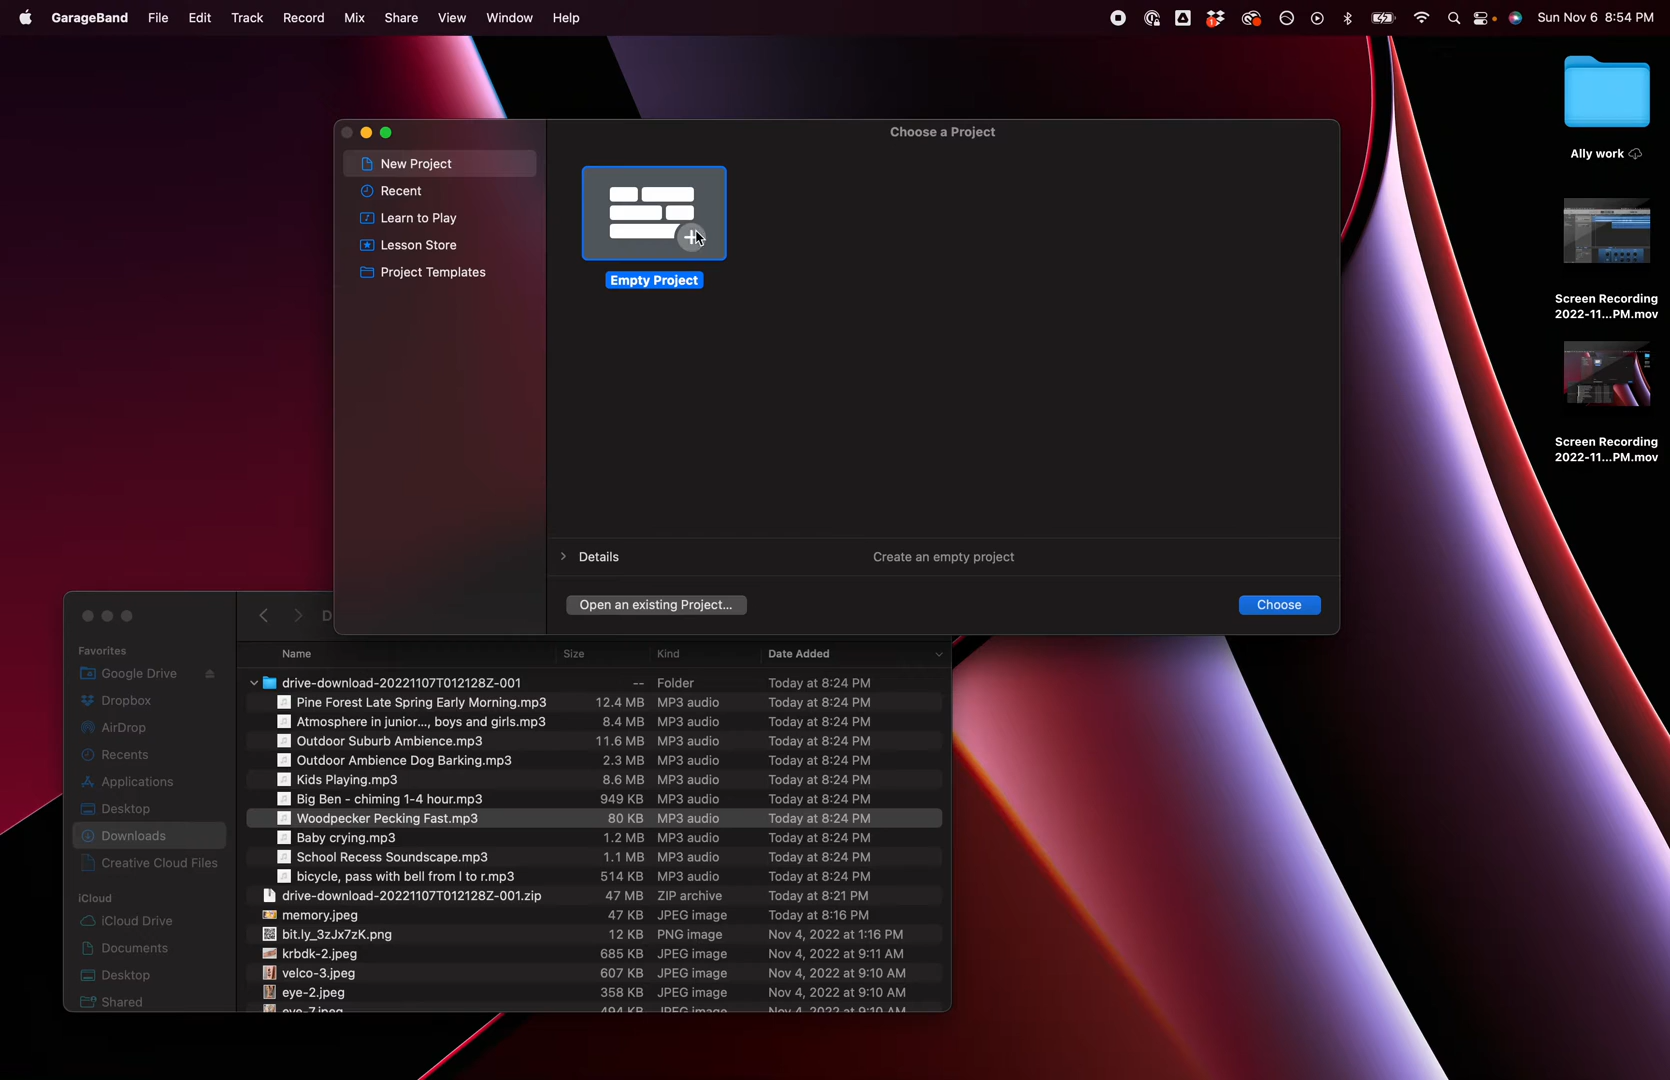 GarageBand File Edit Track Record Mix Share View Window Help
1
Sun Nov 6 8:54 PM
Ally work
Screen Recording
2022-11...PM.mov
Screen Recording
2022-11...PM.mov
Choose a Project
New Project
Recent
Learn to Play
Lesson Store
Project Templates
Empty Project
Details
Create an empty project
Open an existing Project...
Choose
D
Favorites
Google Drive
Dropbox
AirDrop
Recents
Applications
Desktop
Downloads
Creative Cloud Files
iCloud
iCloud Drive
Documents
Desktop
Shared
Name Size Kind Date Added
drive-download-20221107T012128Z-001 -- Folder Today at 8:24 PM
Pine Forest Late Spring Early Morning.mp3 12.4 MB MP3 audio Today at 8:24 PM
Atmosphere in junior..., boys and girls.mp3 8.4 MB MP3 audio Today at 8:24 PM
Outdoor Suburb Ambience.mp3 11.6 MB MP3 audio Today at 8:24 PM
Outdoor Ambience Dog Barking.mp3 2.3 MB MP3 audio Today at 8:24 PM
Kids Playing.mp3 8.6 MB MP3 audio Today at 8:24 PM
Big Ben - chiming 1-4 hour.mp3 949 KB MP3 audio Today at 8:24 PM
Woodpecker Pecking Fast.mp3 80 KB MP3 audio Today at 8:24 PM
Baby crying.mp3 1.2 MB MP3 audio Today at 8:24 PM
School Recess Soundscape.mp3 1.1 MB MP3 audio Today at 8:24 PM
bicycle, pass with bell from l to r.mp3 514 KB MP3 audio Today at 8:24 PM
drive-download-20221107T012128Z-001.zip 47 MB ZIP archive Today at 8:21 PM
memory.jpeg 47 KB JPEG image Today at 8:16 PM
bit.ly_3zJx7zK.png 12 KB PNG image Nov 4, 2022 at 1:16 PM
krbdk-2.jpeg 685 KB JPEG image Nov 4, 2022 at 9:11 AM
velco-3.jpeg 607 KB JPEG image Nov 4, 2022 at 9:10 AM
eye-2.jpeg 358 KB JPEG image Nov 4, 2022 at 9:10 AM
eye-7.jpeg 494 KB JPEG image Nov 4, 2022 at 9:10 AM